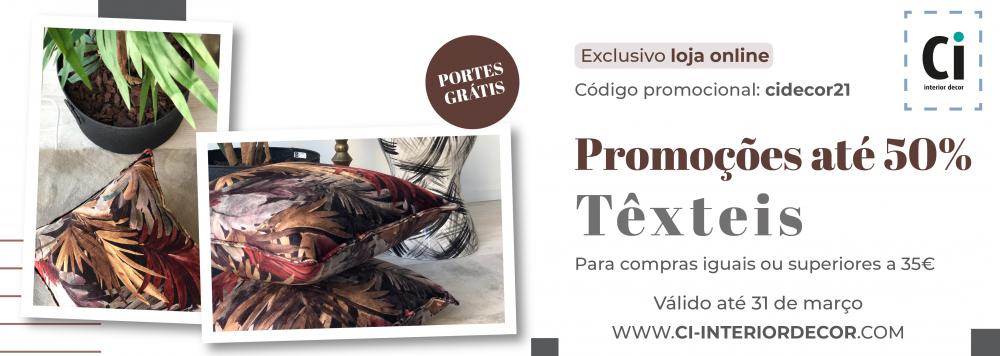 PORTES
GRÁTIS
Exclusivo loja online
Código promocional: cidecor21
Ci
interior decor
Promoções até 50%
Têxteis
Para compras iguais ou superiores a 35€
Válido até 31 de março
WWW.CI-INTERIORDECOR.COM